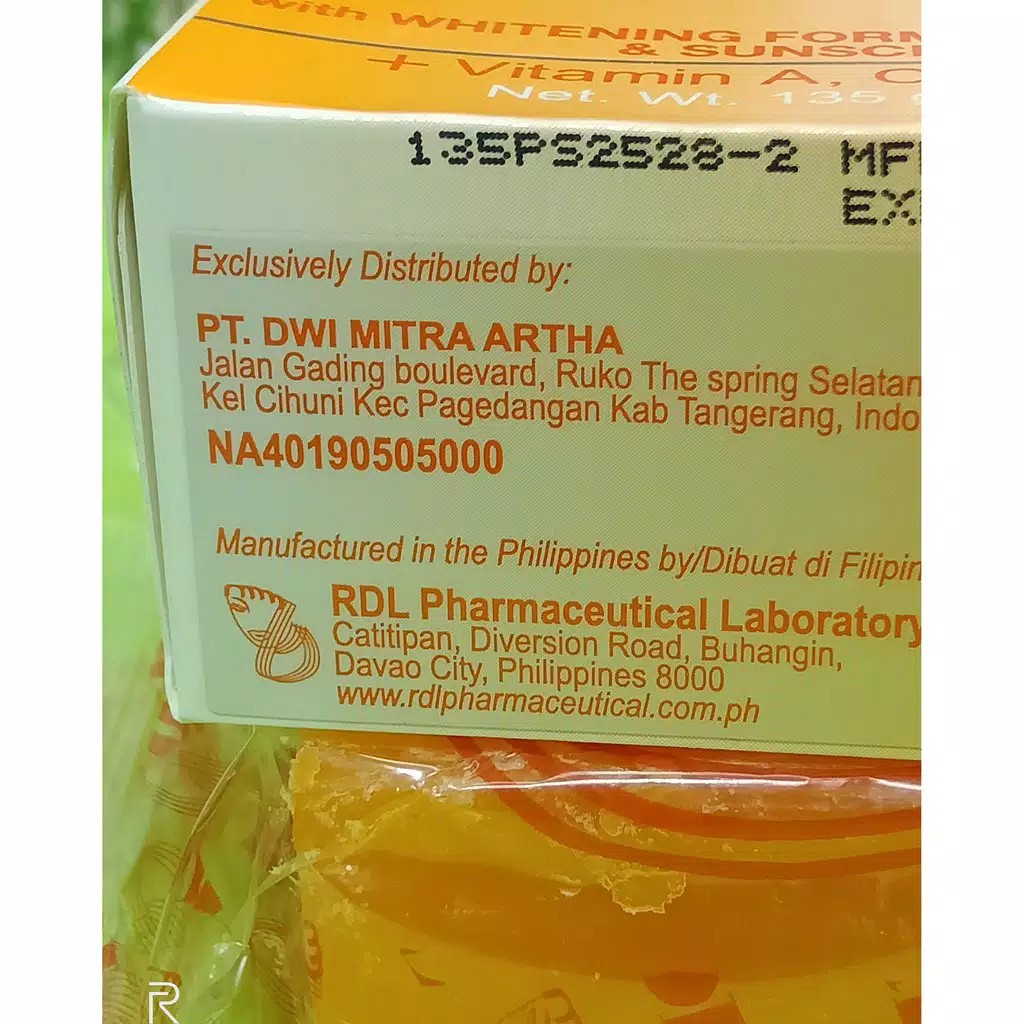 with WHITENING FORM
& SUNSC
+ Vitamin A, C
Net. Wt. 135 g
135PS2528-2 MF
EX
Exclusively Distributed by:
PT. DWI MITRA ARTHA
Jalan Gading boulevard, Ruko The spring Selatan
Kel Cihuni Kec Pagedangan Kab Tangerang, Indo
NA40190505000
Manufactured in the Philippines by/Dibuat di Filipin
RDL Pharmaceutical Laboratory
Catitipan, Diversion Road, Buhangin,
Davao City, Philippines 8000
www.rdlpharmaceutical.com.ph
R